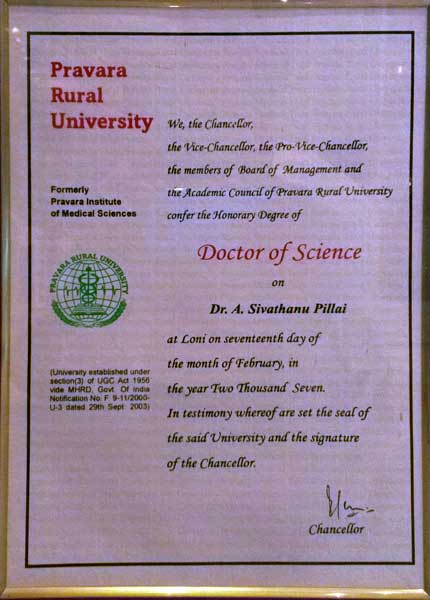 Pravara
Rural
University
Formerly
Pravara Institute
of Medical Sciences
PRAVARA RURAL UNIVERSITY
(University established under
section(3) of UGC Act 1956
vide MHRD, Govt. Of India
Notification No. F 9-11/2000-
U-3 dated 29th Sept. 2003)
We, the Chancellor,
the Vice-Chancellor, the Pro-Vice-Chancellor,
the members of Board of Management and
the Academic Council of Pravara Rural University
confer the Honorary Degree of
Doctor of Science
on
Dr. A. Sivathanu Pillai
at Loni on seventeenth day of
the month of February, in
the year Two Thousand Seven.
In testimony whereof are set the seal of
the said University and the signature
of the Chancellor.
Chancellor